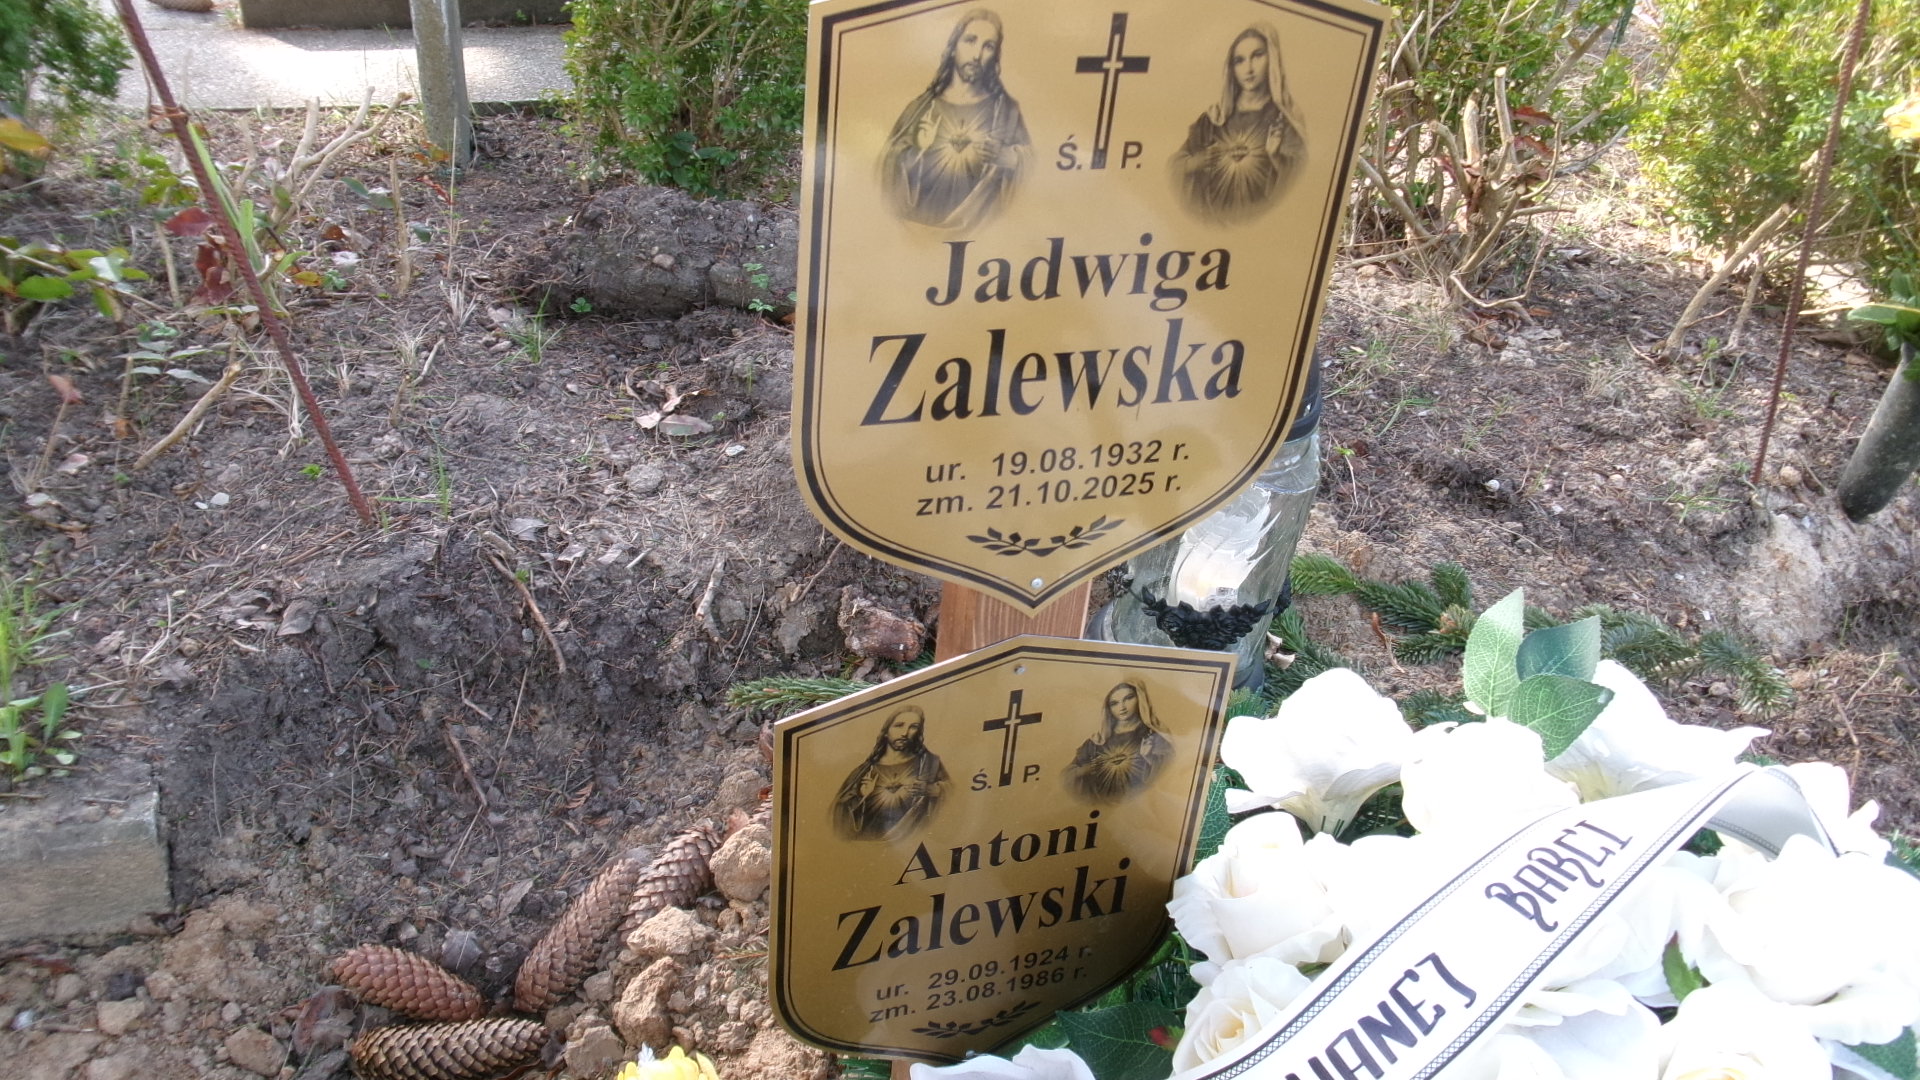 Ś. P.
Jadwiga
Zalewska
ur. 19.08.1932 r.
zm. 21.10.2025 r.
Ś. P.
Antoni
Zalewski
ur. 29.09.1924 r.
zm. 23.08.1986 r.
BABCI